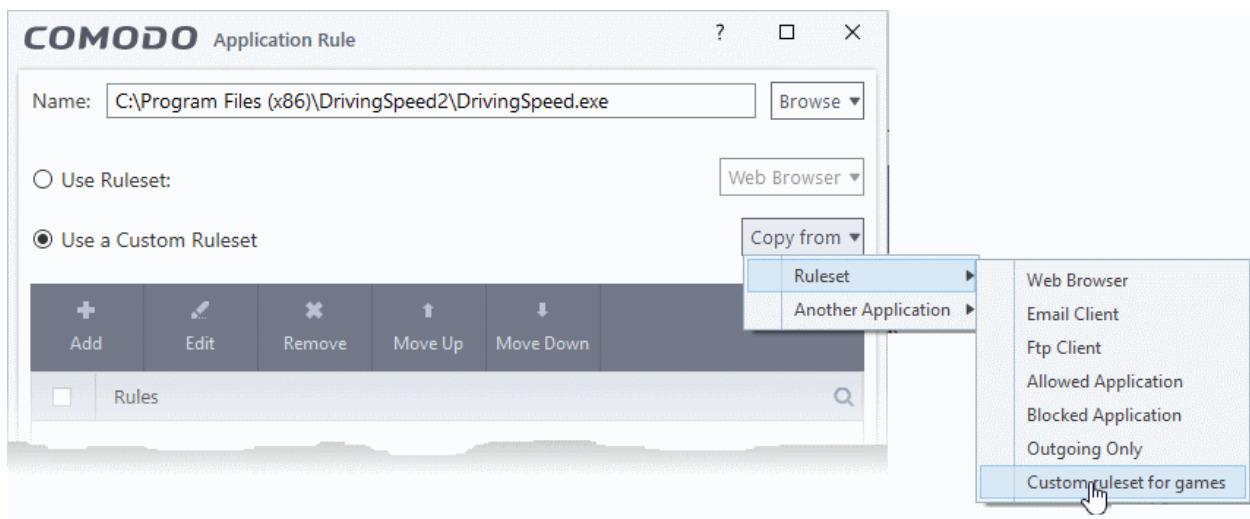 COMODO Application Rule ?
Name: C:\Program Files (x86)\DrivingSpeed2\DrivingSpeed.exe Browse
Use Ruleset: Web Browser
Use a Custom Ruleset Copy from
Ruleset
Another Application
Web Browser
Email Client
Ftp Client
Allowed Application
Blocked Application
Outgoing Only
Custom ruleset for games
Add Edit Remove Move Up Move Down
Rules